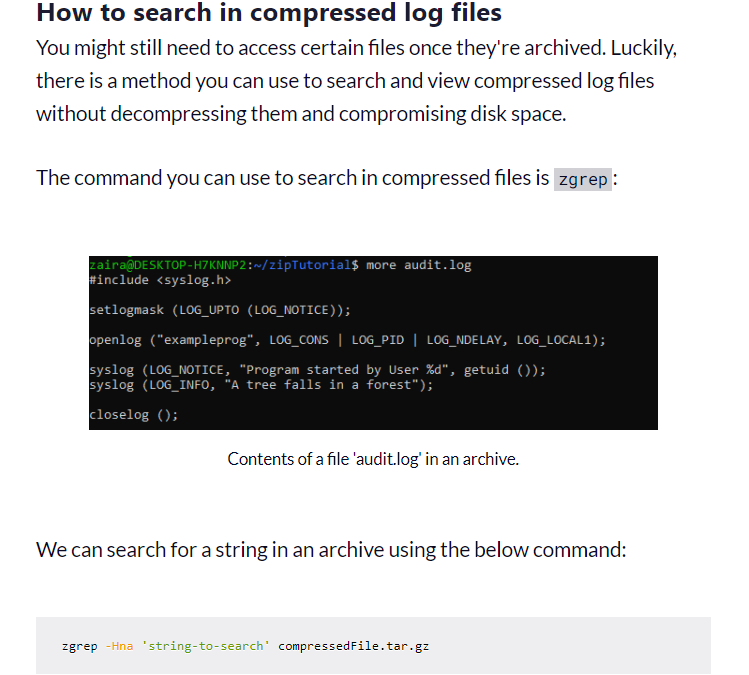 How to search in compressed log files
You might still need to access certain files once they're archived. Luckily,
there is a method you can use to search and view compressed log files
without decompressing them and compromising disk space.
The command you can use to search in compressed files is zgrep:
zaira@DESKTOP-H7KNNP2:~/zipTutorial$ more audit.log
#include <syslog.h>
setlogmask (LOG_UPTO (LOG_NOTICE));
openlog ("exampleprog", LOG_CONS | LOG_PID | LOG_NDELAY, LOG_LOCAL1);
syslog (LOG_NOTICE, "Program started by User %d", getuid ());
syslog (LOG_INFO, "A tree falls in a forest");
closelog ();
Contents of a file 'audit.log' in an archive.
We can search for a string in an archive using the below command:
zgrep -Hna 'string-to-search' compressedFile.tar.gz